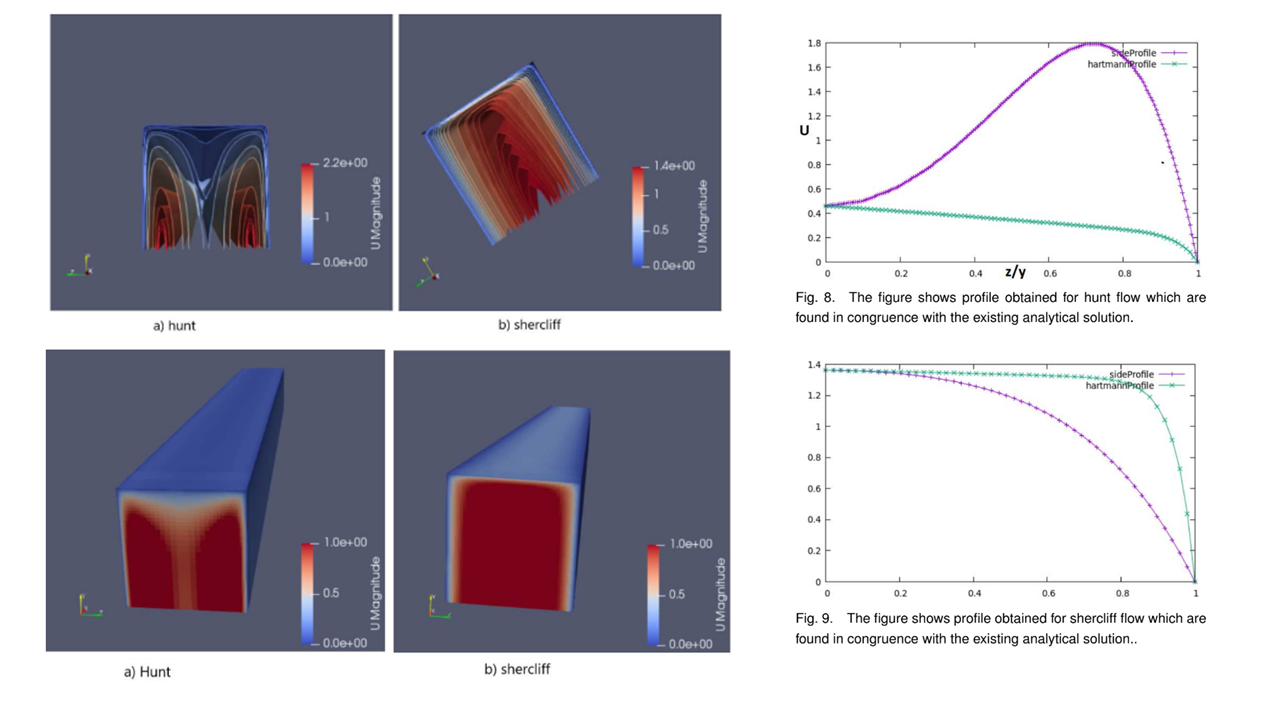 2.2e+00
1
0.0e+00
U Magnitude
a) hunt
1.4e+00
1
0.5
0.0e+00
U Magnitude
b) shercliff
1.0e+00
0.5
0.0e+00
U Magnitude
a) Hunt
1.0e+00
0.5
0.0e+00
U Magnitude
b) shercliff
1.8
1.6
1.4
1.2
1
0.8
0.6
0.4
0.2
0
U
sideProfile
hartmannProfile
0 0.2 0.4 z/y 0.6 0.8 1
Fig. 8. The figure shows profile obtained for hunt flow which are
found in congruence with the existing analytical solution.
1.4
1.2
1
0.8
0.6
0.4
0.2
0
sideProfile
hartmannProfile
0 0.2 0.4 0.6 0.8 1
Fig. 9. The figure shows profile obtained for shercliff flow which are
found in congruence with the existing analytical solution..